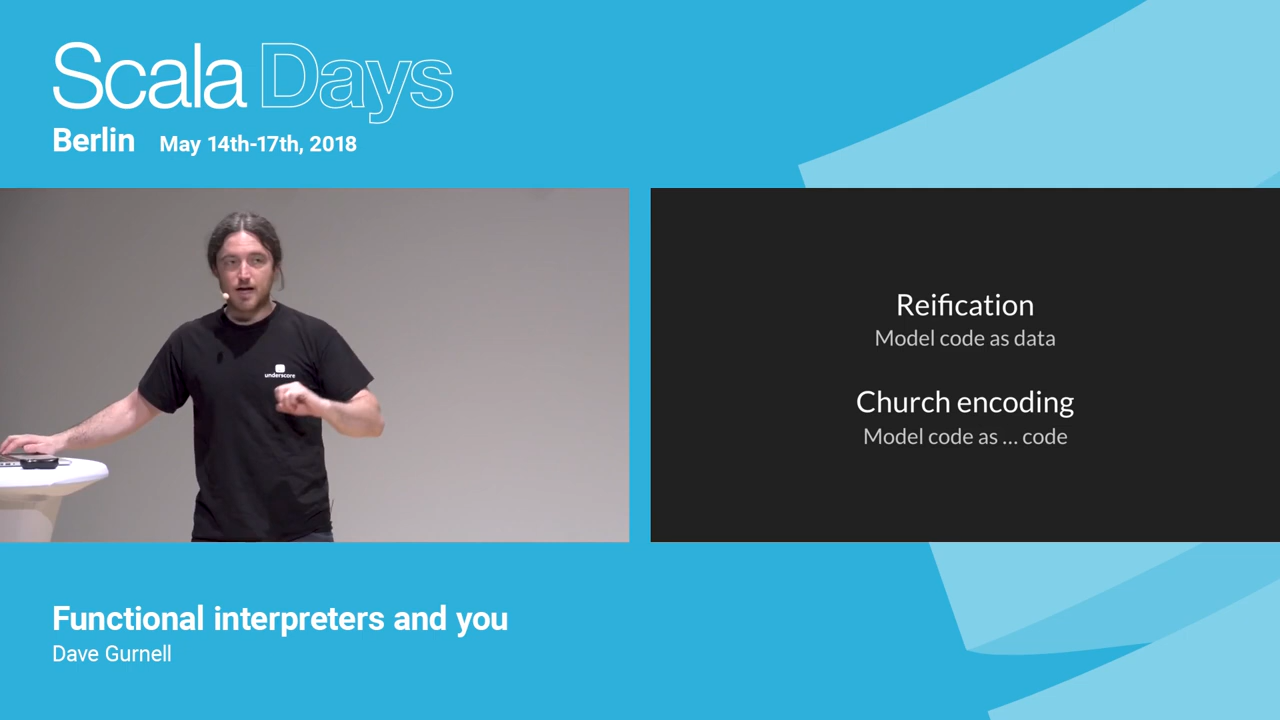 Scala Days
Berlin May 14th-17th, 2018
underscore
Reification
Model code as data
Church encoding
Model code as ... code
Functional interpreters and you
Dave Gurnell